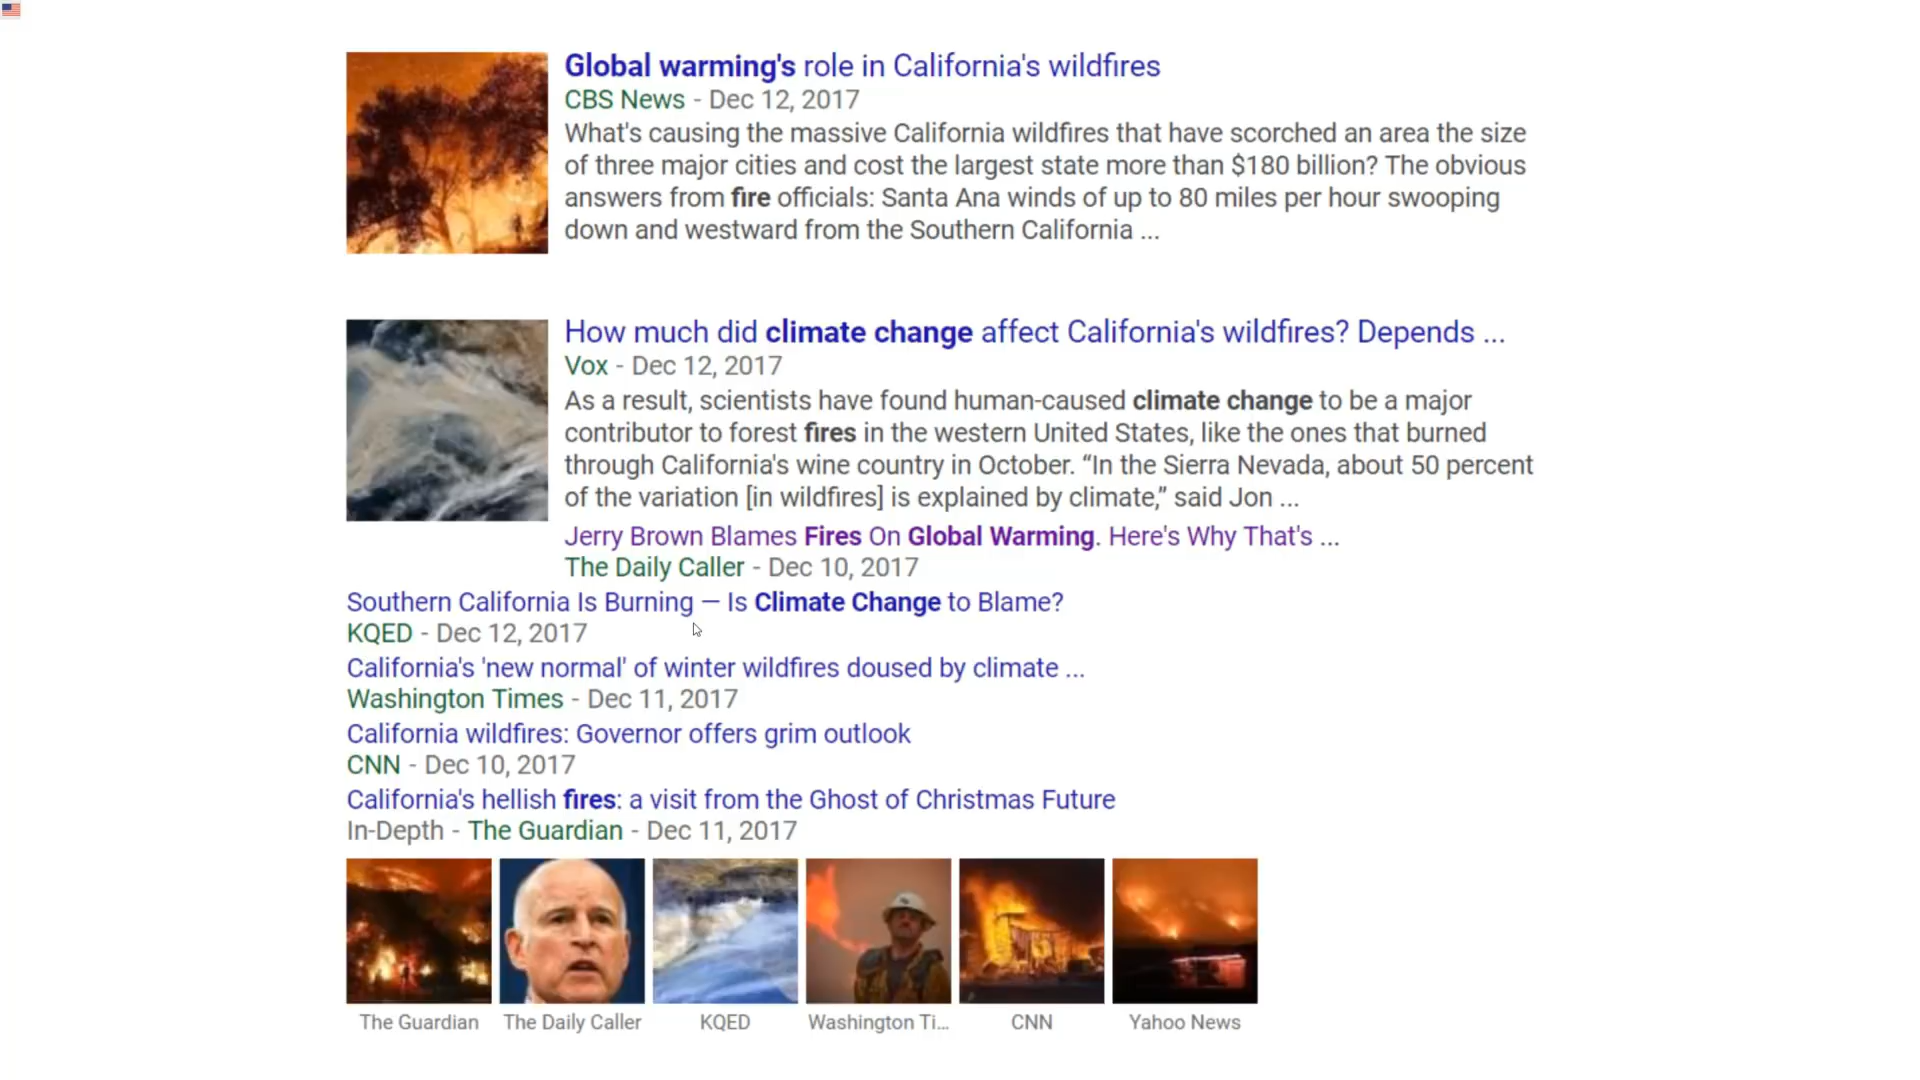 Global warming's role in California's wildfires
CBS News - Dec 12, 2017
What's causing the massive California wildfires that have scorched an area the size
of three major cities and cost the largest state more than $180 billion? The obvious
answers from fire officials: Santa Ana winds of up to 80 miles per hour swooping
down and westward from the Southern California ...
How much did climate change affect California's wildfires? Depends ...
Vox - Dec 12, 2017
As a result, scientists have found human-caused climate change to be a major
contributor to forest fires in the western United States, like the ones that burned
through California's wine country in October. “In the Sierra Nevada, about 50 percent
of the variation [in wildfires] is explained by climate,” said Jon ...
Jerry Brown Blames Fires On Global Warming. Here's Why That's ...
The Daily Caller - Dec 10, 2017
Southern California Is Burning — Is Climate Change to Blame?
KQED - Dec 12, 2017
California's 'new normal' of winter wildfires doused by climate ...
Washington Times - Dec 11, 2017
California wildfires: Governor offers grim outlook
CNN - Dec 10, 2017
California's hellish fires: a visit from the Ghost of Christmas Future
In-Depth - The Guardian - Dec 11, 2017
The Guardian The Daily Caller KQED Washington Ti... CNN Yahoo News